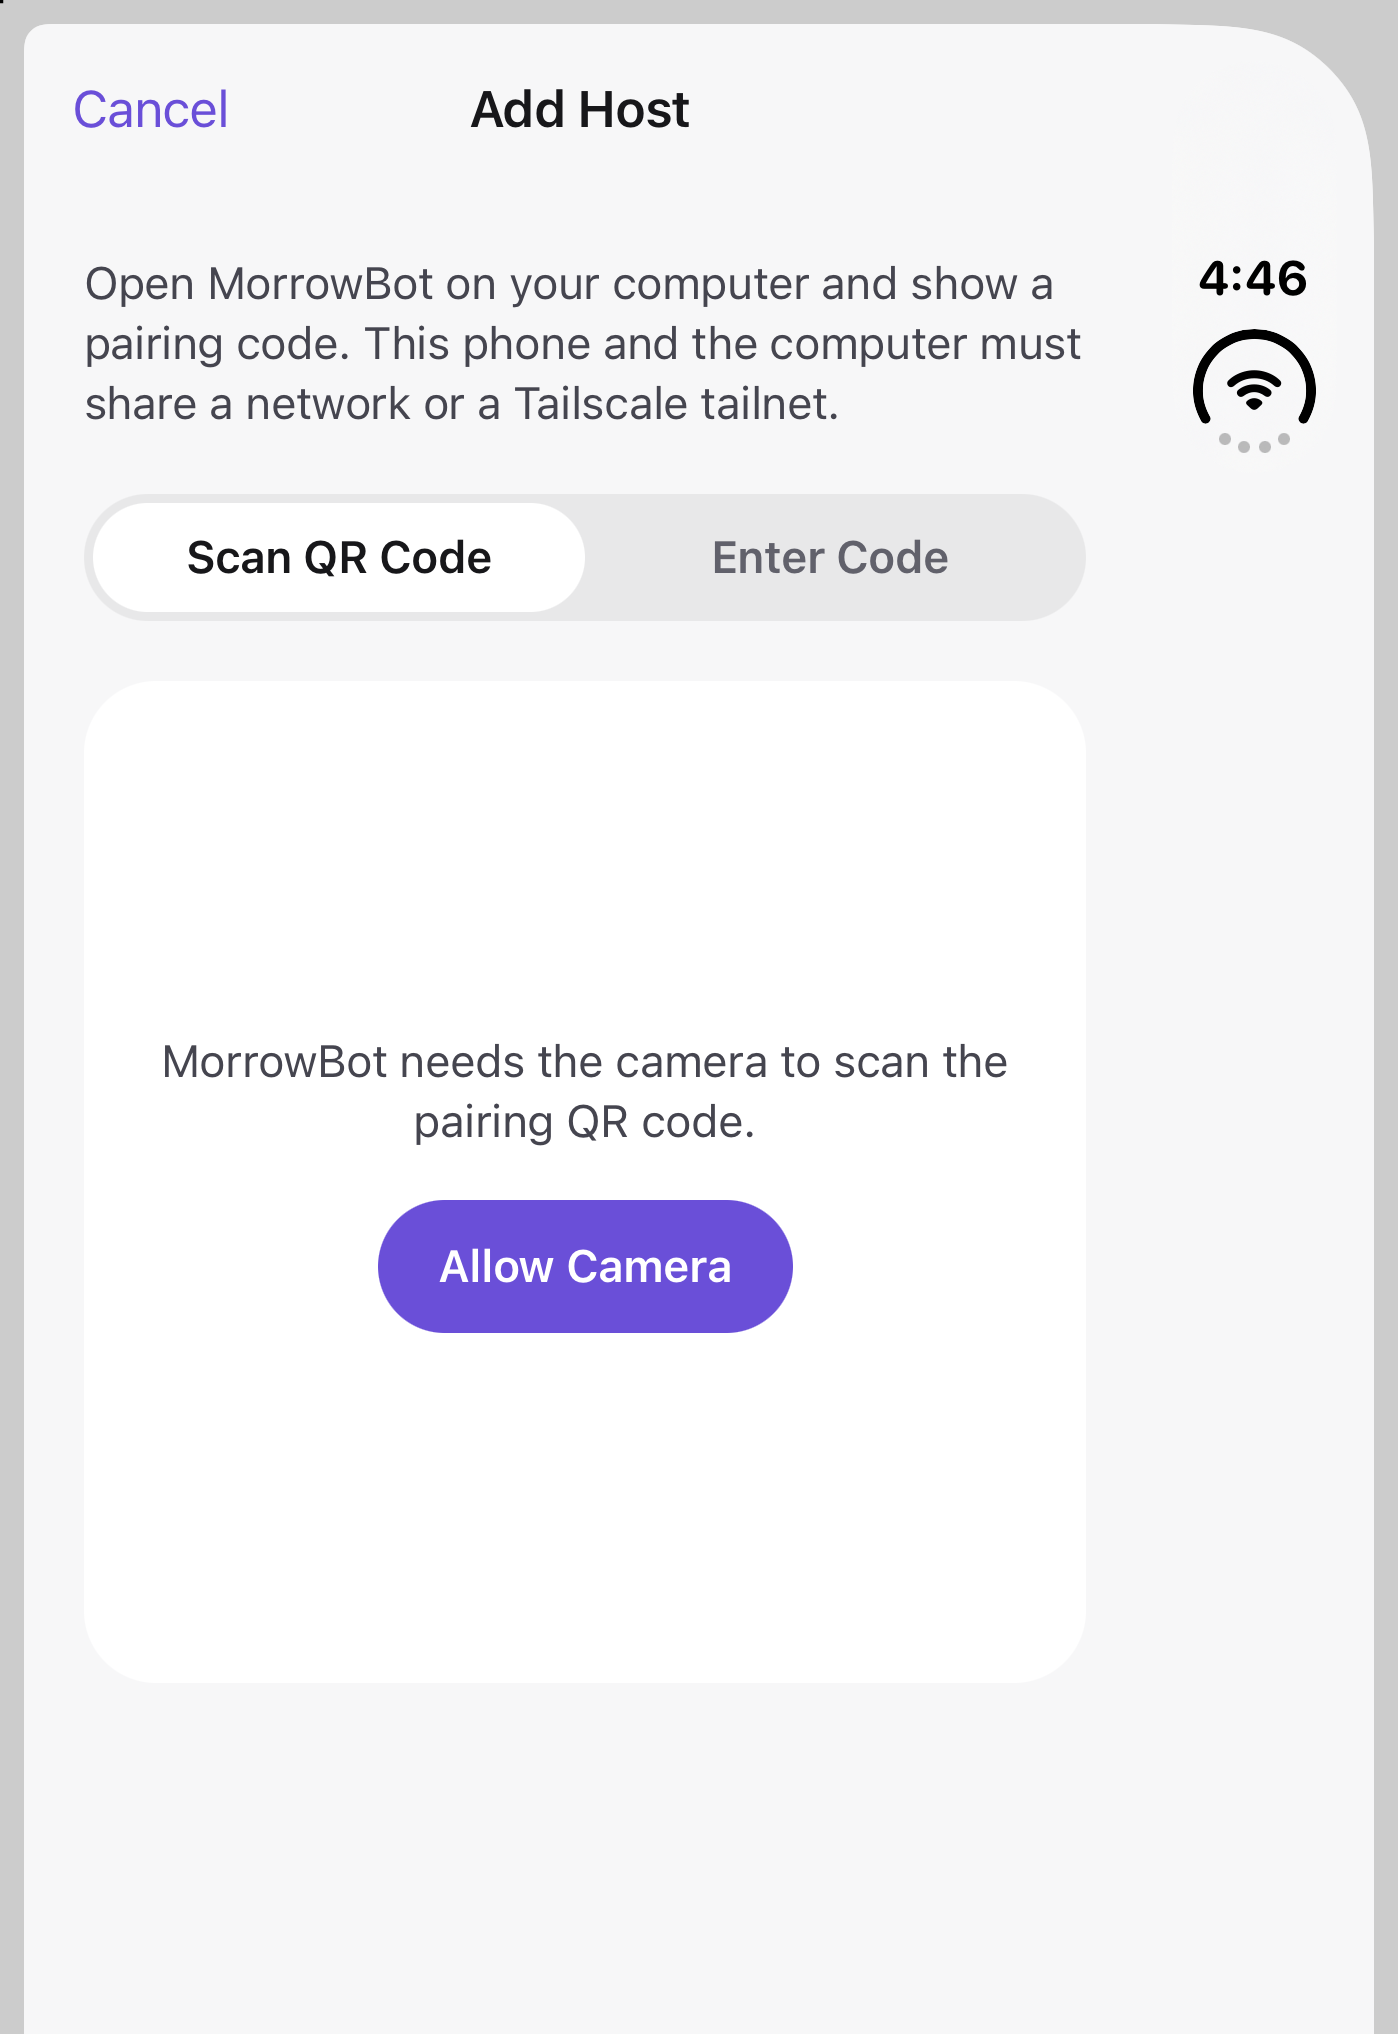 Cancel
Add Host
Open MorrowBot on your computer and show a
pairing code. This phone and the computer must
share a network or a Tailscale tailnet.
4:46
Scan QR Code
Enter Code
MorrowBot needs the camera to scan the
pairing QR code.
Allow Camera